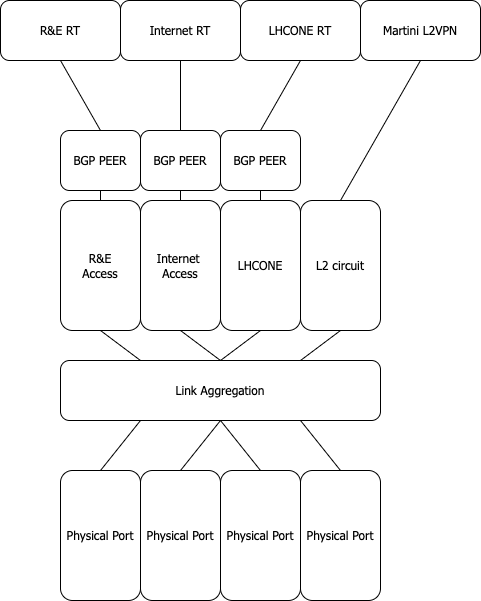 R&E RT
Internet RT
LHCONE RT
Martini L2VPN
BGP PEER
BGP PEER
BGP PEER
R&E
Access
Internet
Access
LHCONE
L2 circuit
Link Aggregation
Physical Port
Physical Port
Physical Port
Physical Port